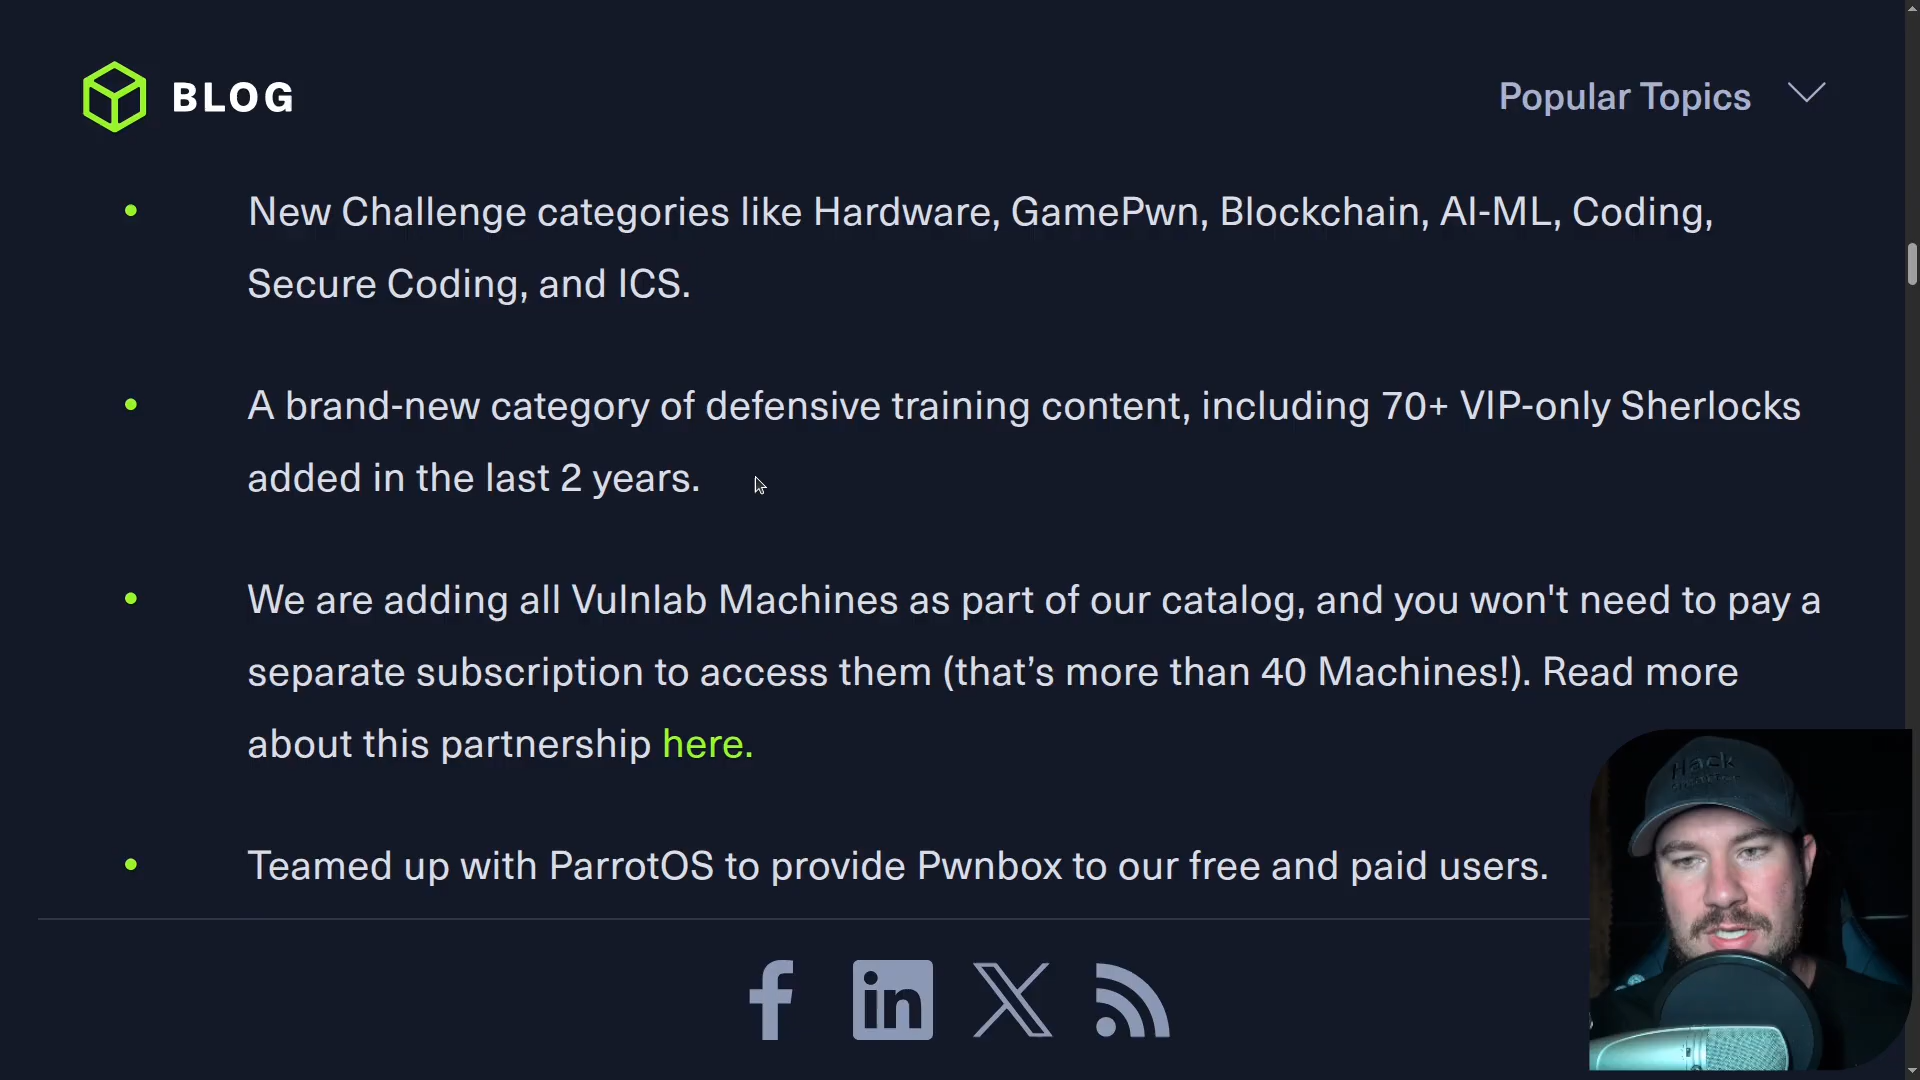 BLOG
Popular Topics
New Challenge categories like Hardware, GamePwn, Blockchain, AI-ML, Coding,
Secure Coding, and ICS.
A brand-new category of defensive training content, including 70+ VIP-only Sherlocks
added in the last 2 years.
We are adding all Vulnlab Machines as part of our catalog, and you won't need to pay a
separate subscription to access them (that’s more than 40 Machines!). Read more
about this partnership here.
Teamed up with ParrotOS to provide Pwnbox to our free and paid users.
Hack